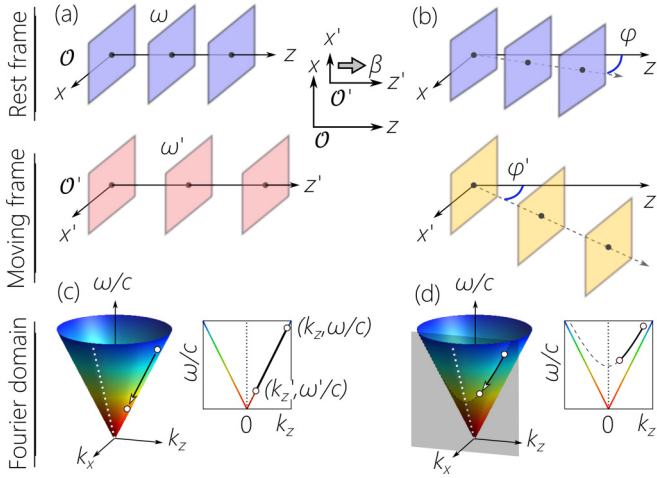 Rest frame
(a)
ω
O
x
z
x'
β
x
z'
O'
O
z
(b)
φ
x
z
Moving frame
ω'
O'
x'
z'
φ'
x'
z
Fourier domain
(c)
ω/c
k_x
k_z
ω/c
(k_z,ω/c)
(k_z',ω'/c)
0
k_z
(d)
ω/c
k_x
k_z
ω/c
0
k_z